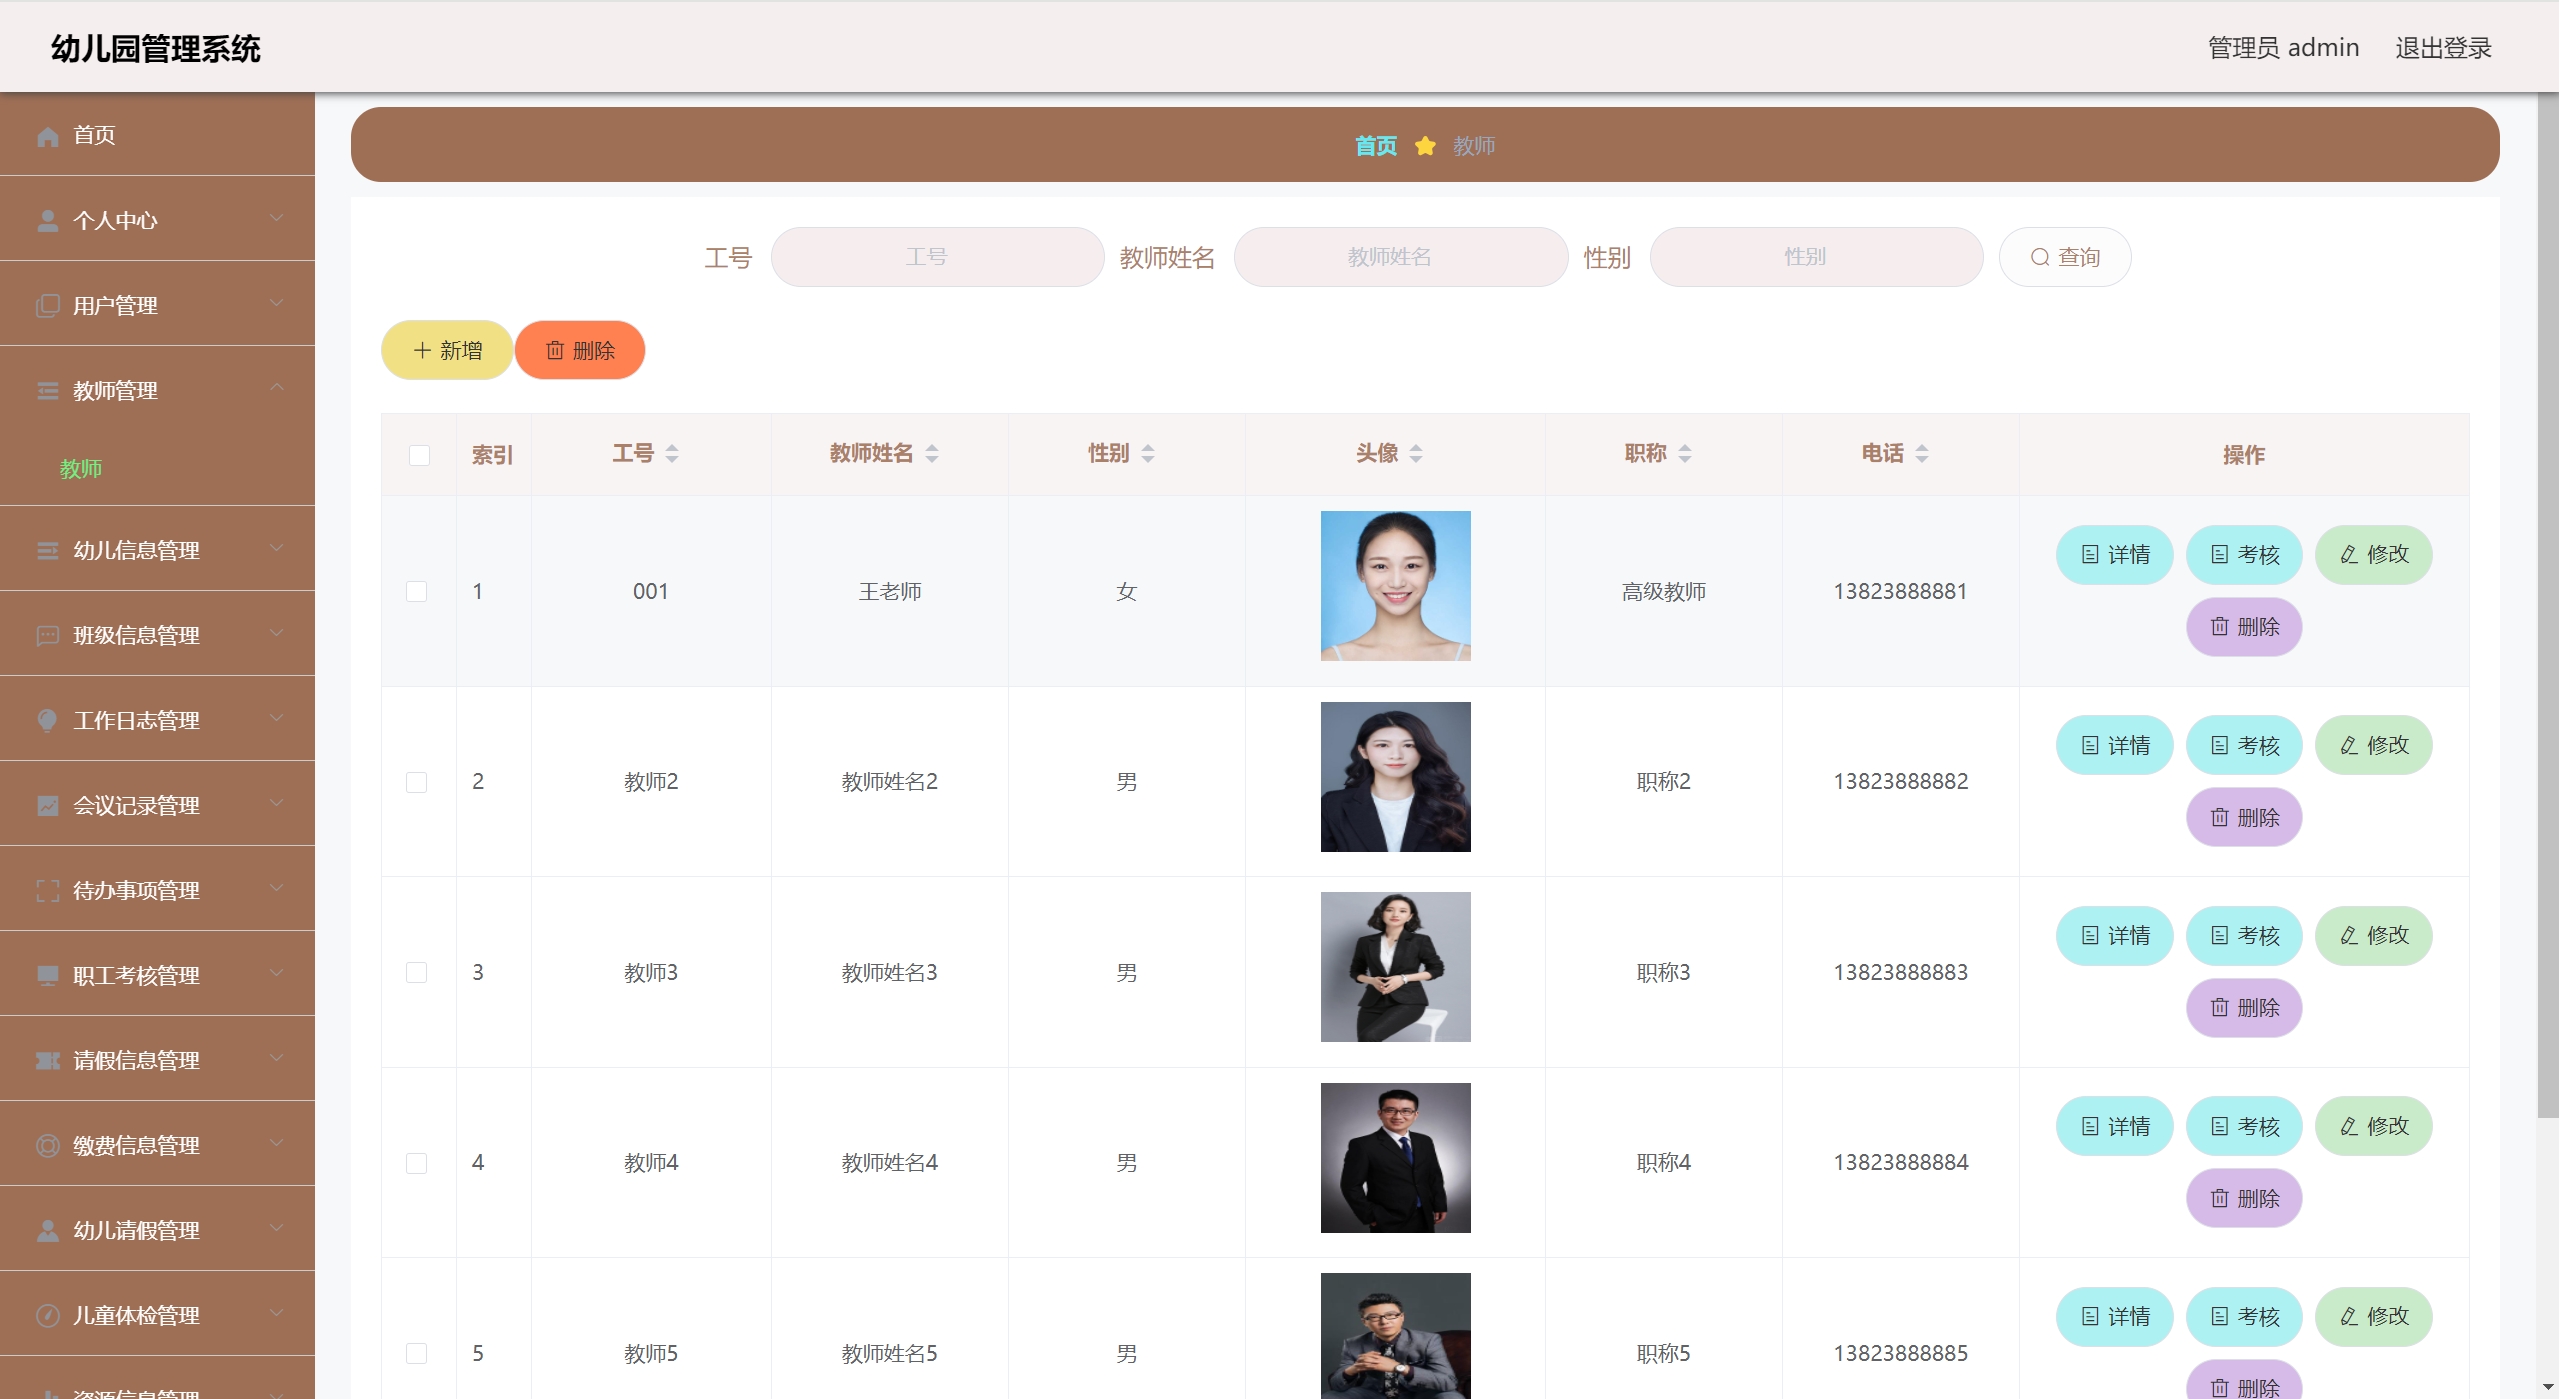 幼儿园管理系统
管理员 admin 退出登录
首页
个人中心
用户管理
教师管理
教师
幼儿信息管理
班级信息管理
工作日志管理
会议记录管理
待办事项管理
职工考核管理
请假信息管理
缴费信息管理
幼儿请假管理
儿童体检管理
资源信息管理
首页 教师
工号 工号 教师姓名 教师姓名 性别 性别 查询
新增 删除
索引 工号 教师姓名 性别 头像 职称 电话 操作
1 001 王老师 女 高级教师 13823888881 详情 考核 修改
删除
2 教师2 教师姓名2 男 职称2 13823888882 详情 考核 修改
删除
3 教师3 教师姓名3 男 职称3 13823888883 详情 考核 修改
删除
4 教师4 教师姓名4 男 职称4 13823888884 详情 考核 修改
删除
5 教师5 教师姓名5 男 职称5 13823888885 详情 考核 修改
删除